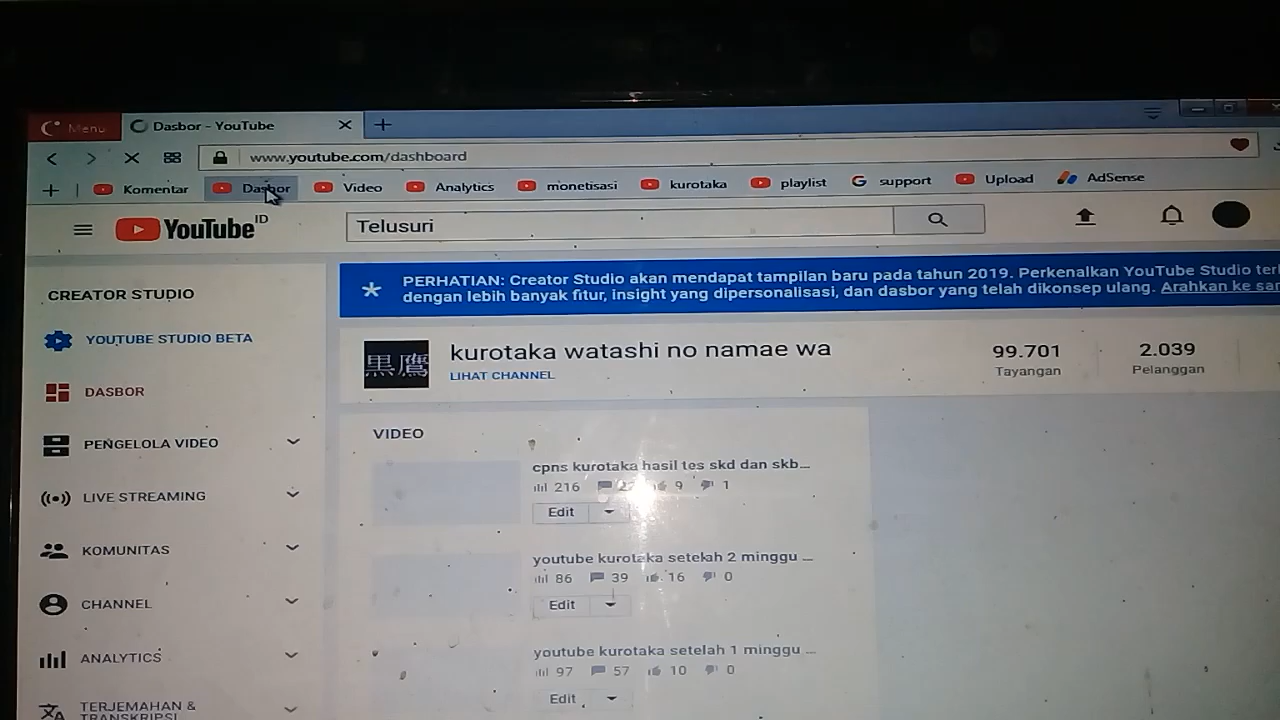 Menu
Dasbor - YouTube
www.youtube.com/dashboard
Komentar Dasbor Video Analytics monetisasi kurotaka playlist support Upload AdSense
YouTube ID
Telusuri
CREATOR STUDIO
YOUTUBE STUDIO BETA
DASBOR
PENGELOLA VIDEO
LIVE STREAMING
KOMUNITAS
CHANNEL
ANALYTICS
TERJEMAHAN &
TRANSKRIPSI
PERHATIAN: Creator Studio akan mendapat tampilan baru pada tahun 2019. Perkenalkan YouTube Studio
dengan lebih banyak fitur, insight yang dipersonalisasi, dan dasbor yang telah dikonsep ulang. Arahkan ke
黒鷹
kurotaka watashi no namae wa
LIHAT CHANNEL
99.701
Tayangan
2.039
Pelanggan
VIDEO
cpns kurotaka hasil tes skd dan skb...
216 9 1
Edit
youtube kurotaka setelah 2 minggu ...
86 39 16 0
Edit
youtube kurotaka setelah 1 minggu ...
97 57 10 0
Edit